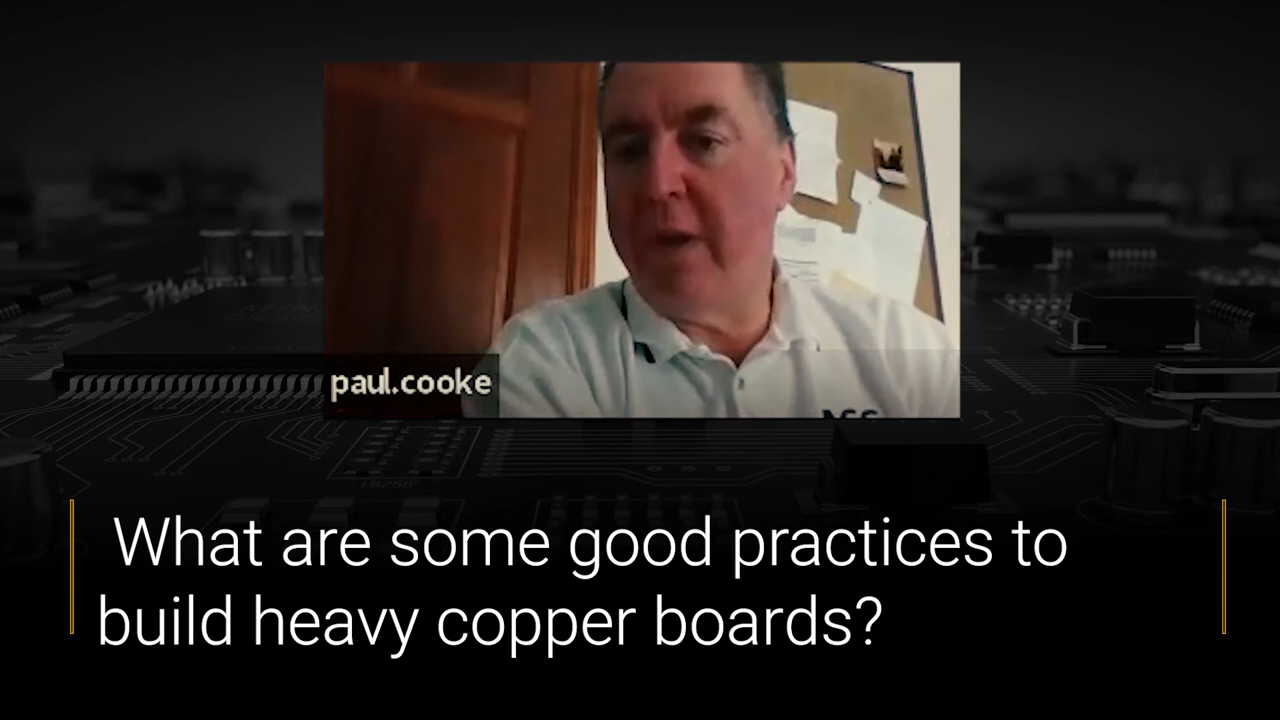 paul.cooke
What are some good practices to
build heavy copper boards?